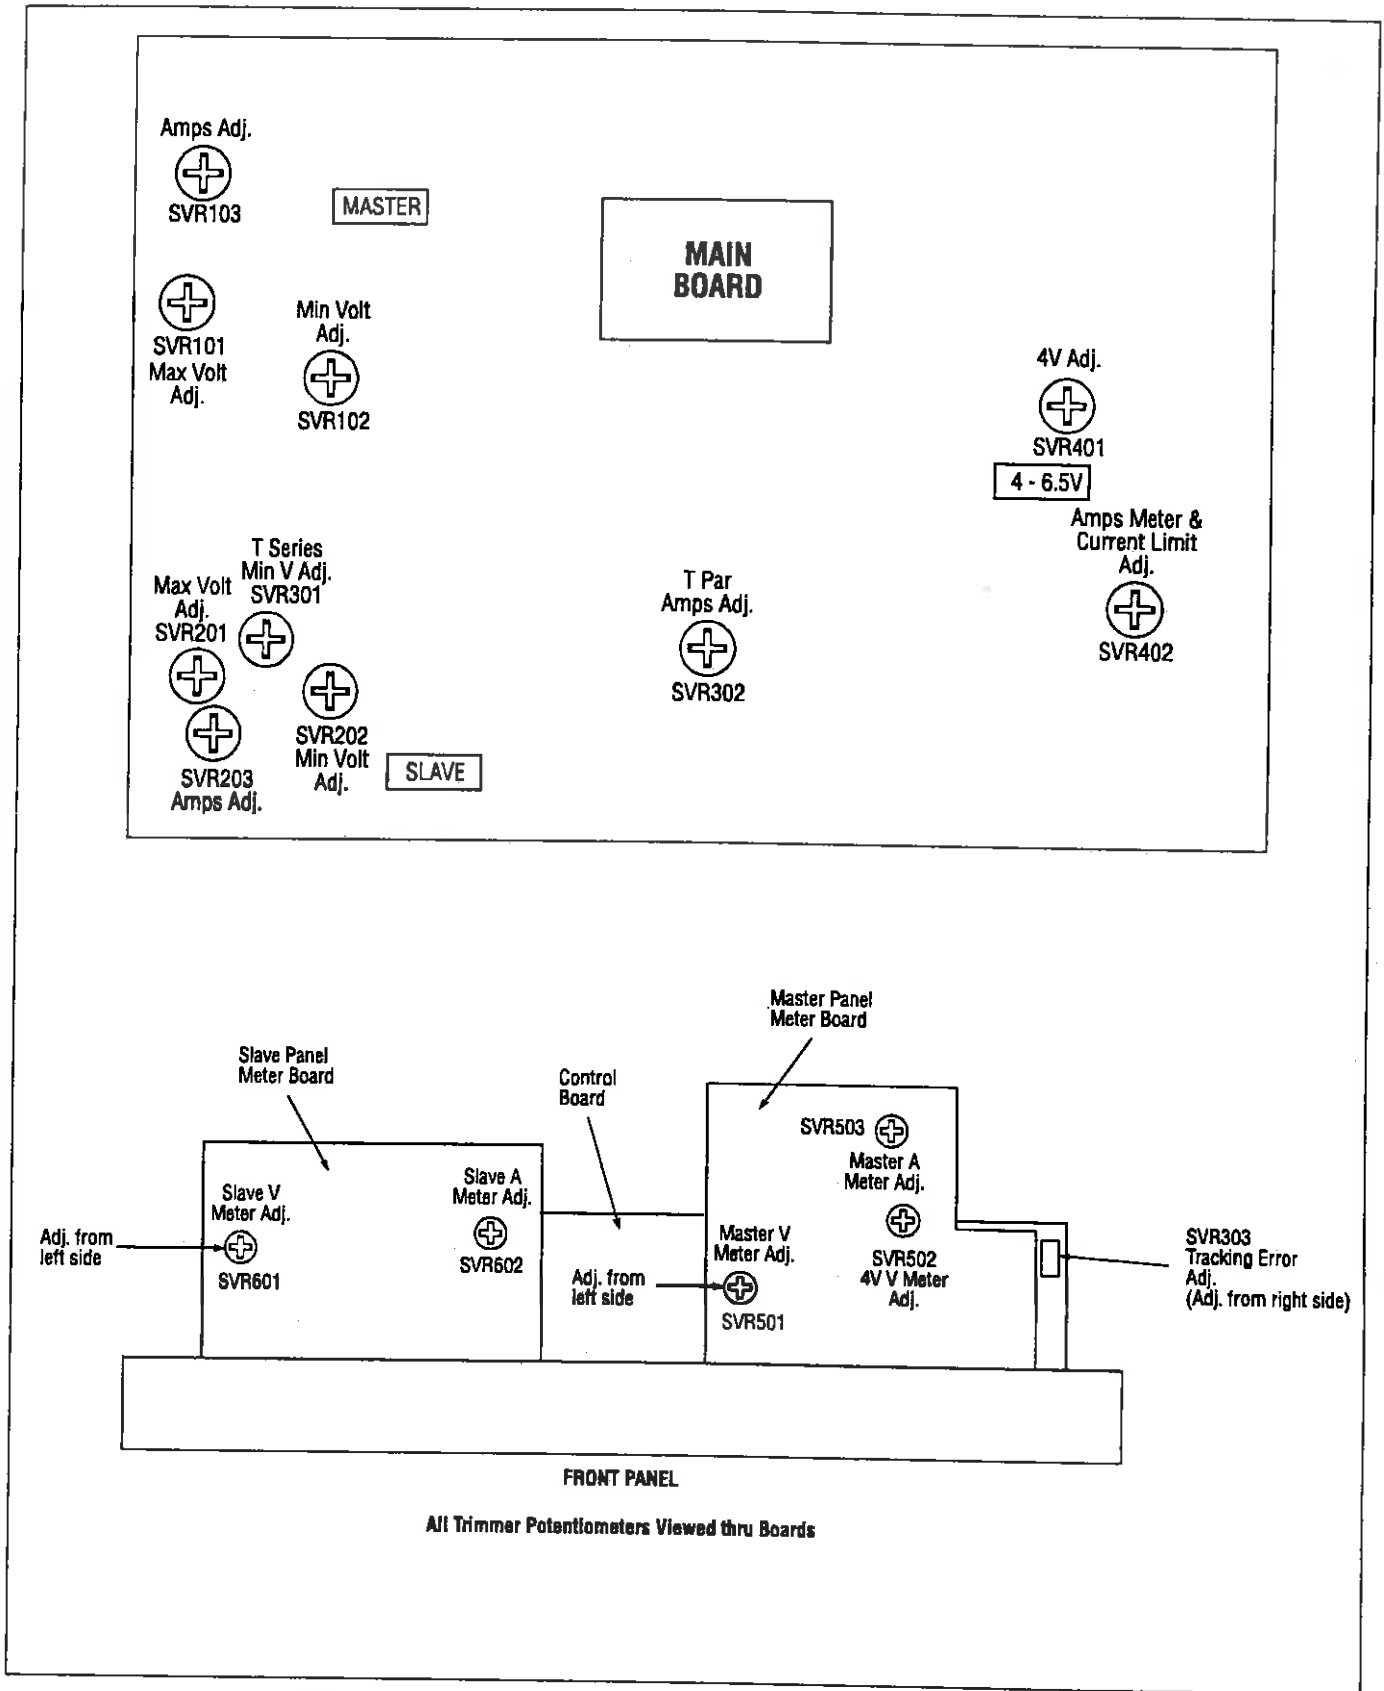 Amps Adj.
SVR103
MASTER
MAIN
BOARD
SVR101
Max Volt
Adj.
Min Volt
Adj.
SVR102
4V Adj.
SVR401
4 - 6.5V
Amps Meter &
Current Limit
Adj.
SVR402
T Series
Min V Adj.
SVR301
Max Volt
Adj.
SVR201
T Par
Amps Adj.
SVR302
SVR203
Amps Adj.
SVR202
Min Volt
Adj.
SLAVE
Master Panel
Meter Board
Slave Panel
Meter Board
Control
Board
SVR503
Master A
Meter Adj.
Slave V
Meter Adj.
Slave A
Meter Adj.
Adj. from
left side
SVR601
SVR602
Master V
Meter Adj.
SVR502
4V V Meter
Adj.
Adj. from
left side
SVR501
SVR303
Tracking Error
Adj.
(Adj. from right side)
FRONT PANEL
All Trimmer Potentiometers Viewed thru Boards